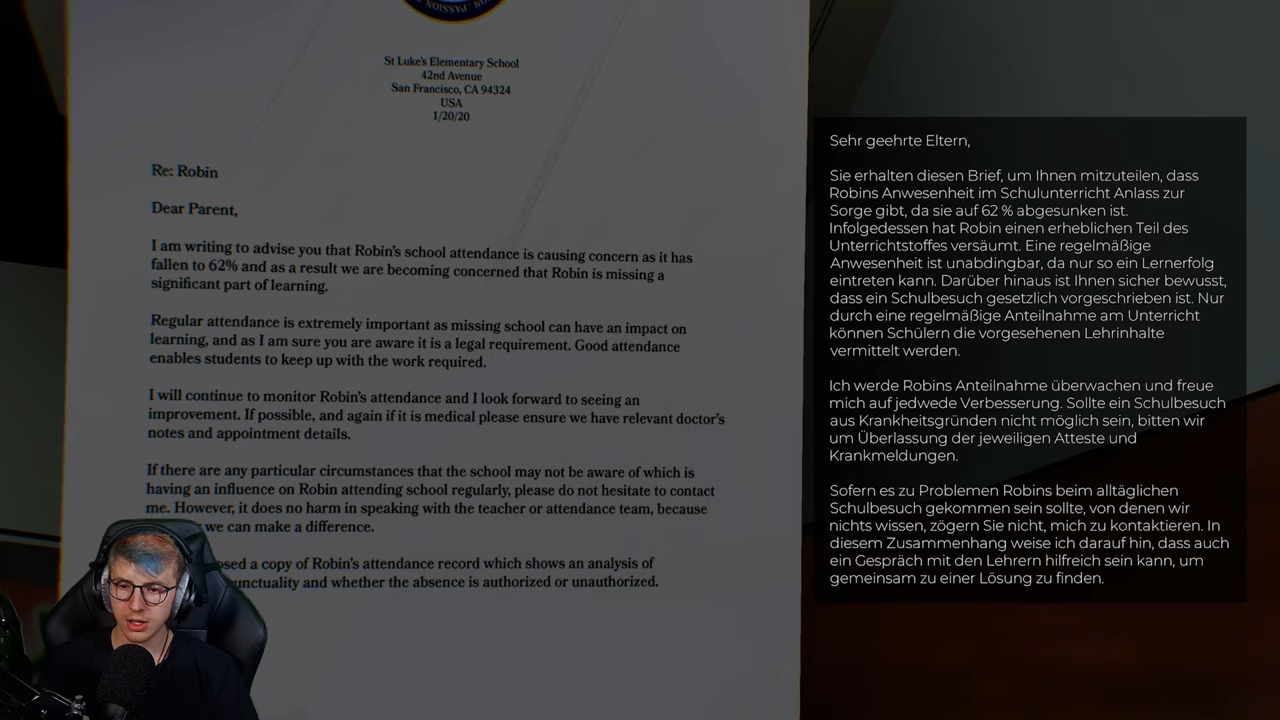 PASSION,
St Luke's Elementary School
42nd Avenue
San Francisco, CA 94324
USA
1/20/20
Re: Robin
Dear Parent,
I am writing to advise you that Robin's school attendance is causing concern as it has
fallen to 62% and as a result we are becoming concerned that Robin is missing a
significant part of learning.
Regular attendance is extremely important as missing school can have an impact on
learning, and as I am sure you are aware it is a legal requirement. Good attendance
enables students to keep up with the work required.
I will continue to monitor Robin's attendance and I look forward to seeing an
improvement. If possible, and again if it is medical please ensure we have relevant doctor's
notes and appointment details.
If there are any particular circumstances that the school may not be aware of which is
having an influence on Robin attending school regularly, please do not hesitate to contact
me. However, it does no harm in speaking with the teacher or attendance team, because
we can make a difference.
a copy of Robin's attendance record which shows an analysis of
and whether the absence is authorized or unauthorized.
Sehr geehrte Eltern,
Sie erhalten diesen Brief, um Ihnen mitzuteilen, dass
Robins Anwesenheit im Schulunterricht Anlass zur
Sorge gibt, da sie auf 62 % abgesunken ist.
Infolgedessen hat Robin einen erheblichen Teil des
Unterrichtstoffes versäumt. Eine regelmäßige
Anwesenheit ist unabdingbar, da nur so ein Lernerfolg
eintreten kann. Darüber hinaus ist Ihnen sicher bewusst,
dass ein Schulbesuch gesetzlich vorgeschrieben ist. Nur
durch eine regelmäßige Anteilnahme am Unterricht
können Schülern die vorgesehenen Lehrinhalte
vermittelt werden.
Ich werde Robins Anteilnahme überwachen und freue
mich auf jedwede Verbesserung. Sollte ein Schulbesuch
aus Krankheitsgründen nicht möglich sein, bitten wir
um Überlassung der jeweiligen Atteste und
Krankmeldungen.
Sofern es zu Problemen Robins beim alltäglichen
Schulbesuch gekommen sein sollte, von denen wir
nichts wissen, zögern Sie nicht, mich zu kontaktieren. In
diesem Zusammenhang weise ich darauf hin, dass auch
ein Gespräch mit den Lehrern hilfreich sein kann, um
gemeinsam zu einer Lösung zu finden.